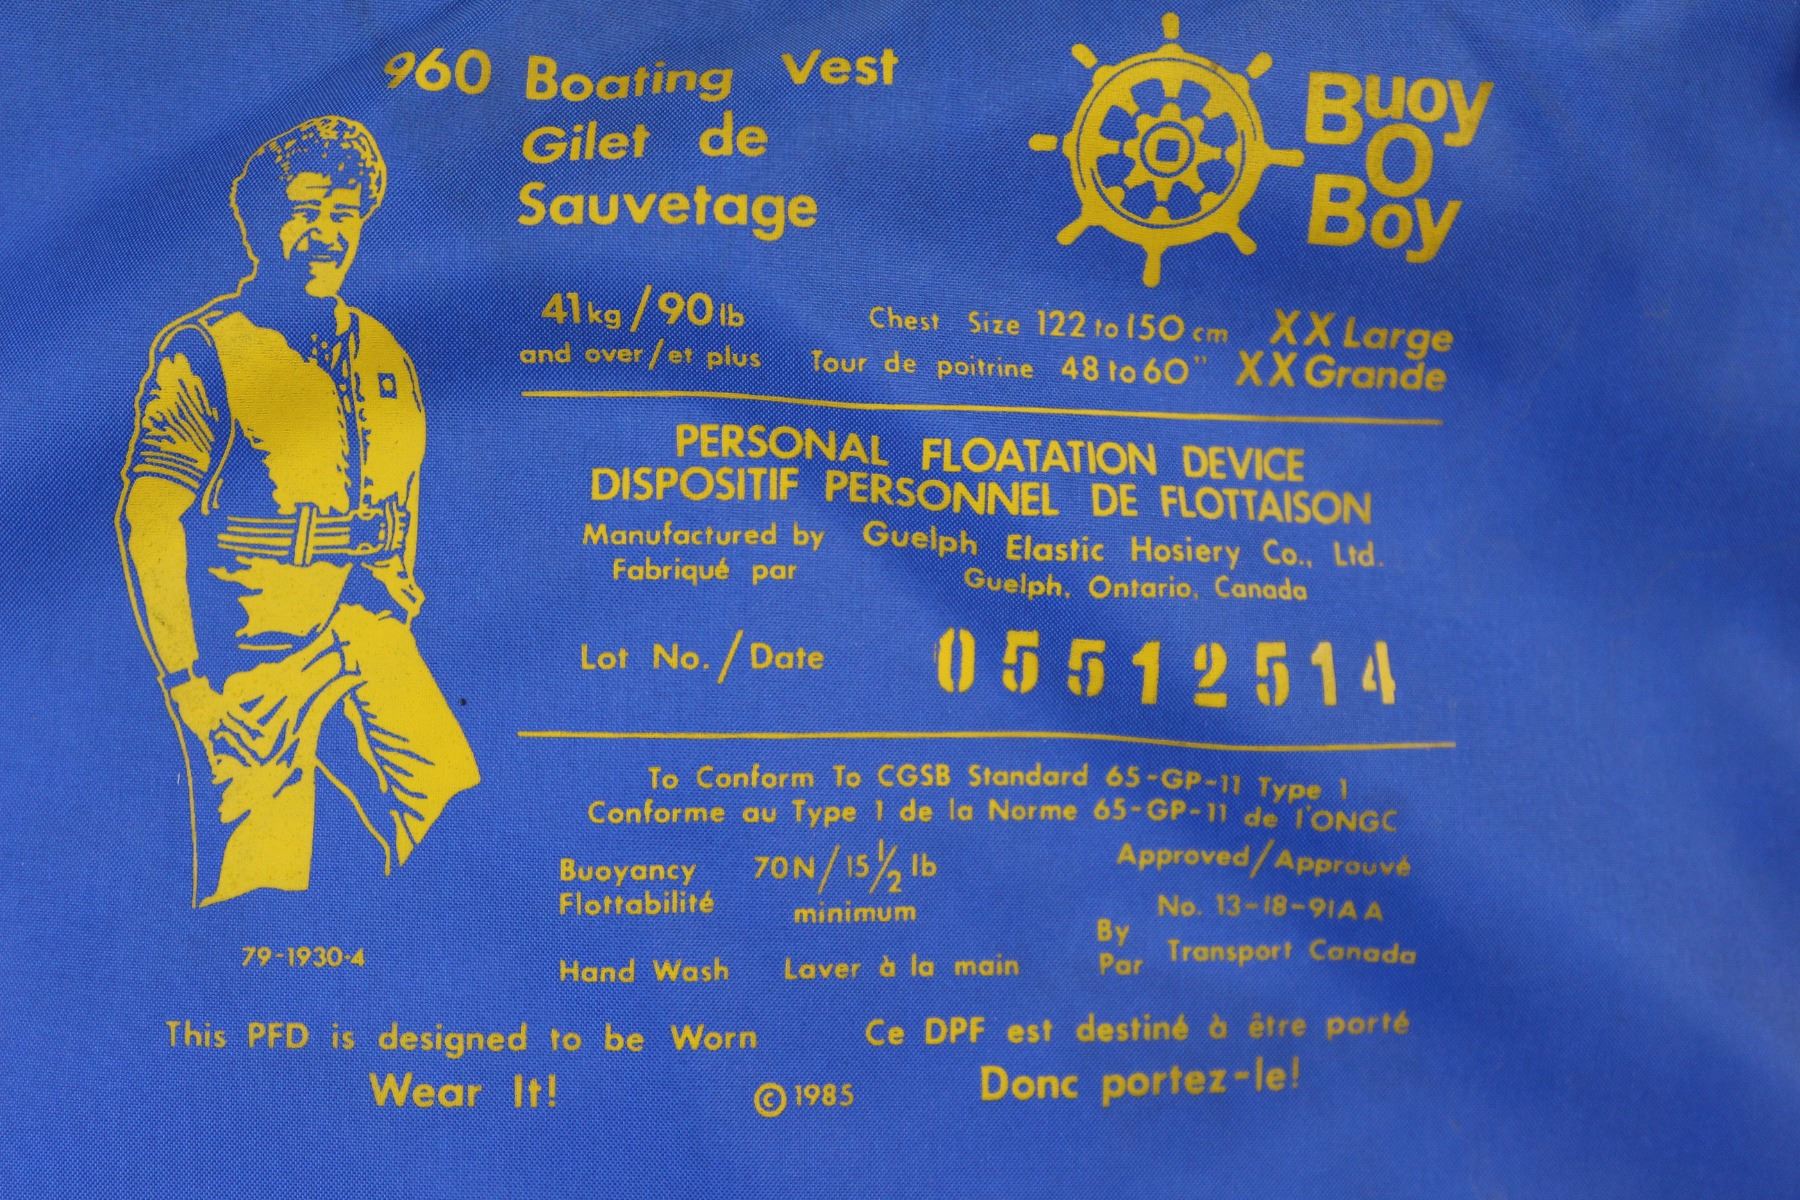 960 Boating Vest
Gilet de
Sauvetage
Buoy
O
Boy
41kg/90lb
and over/et plus
Chest Size 122 to 150 cm XX Large
Tour de poitrine 48 to 60" XX Grande
PERSONAL FLOATATION DEVICE
DISPOSITIF PERSONNEL DE FLOTTAISON
Manufactured by Guelph Elastic Hosiery Co., Ltd.
Fabriqué par Guelph, Ontario, Canada
Lot No./Date 05512514
To Conform To CGSB Standard 65-GP-11 Type 1
Conforme au Type 1 de la Norme 65-GP-11 de l'ONGC
Buoyancy 70N/15 1/2 lb
Flottabilité minimum
Approved/Approuvé
No. 13-18-91AA
By
Par Transport Canada
79-1930-4
Hand Wash Laver à la main
This PFD is designed to be Worn
Wear It!
©1985
Ce DPF est destiné à être porté
Donc portez-le!